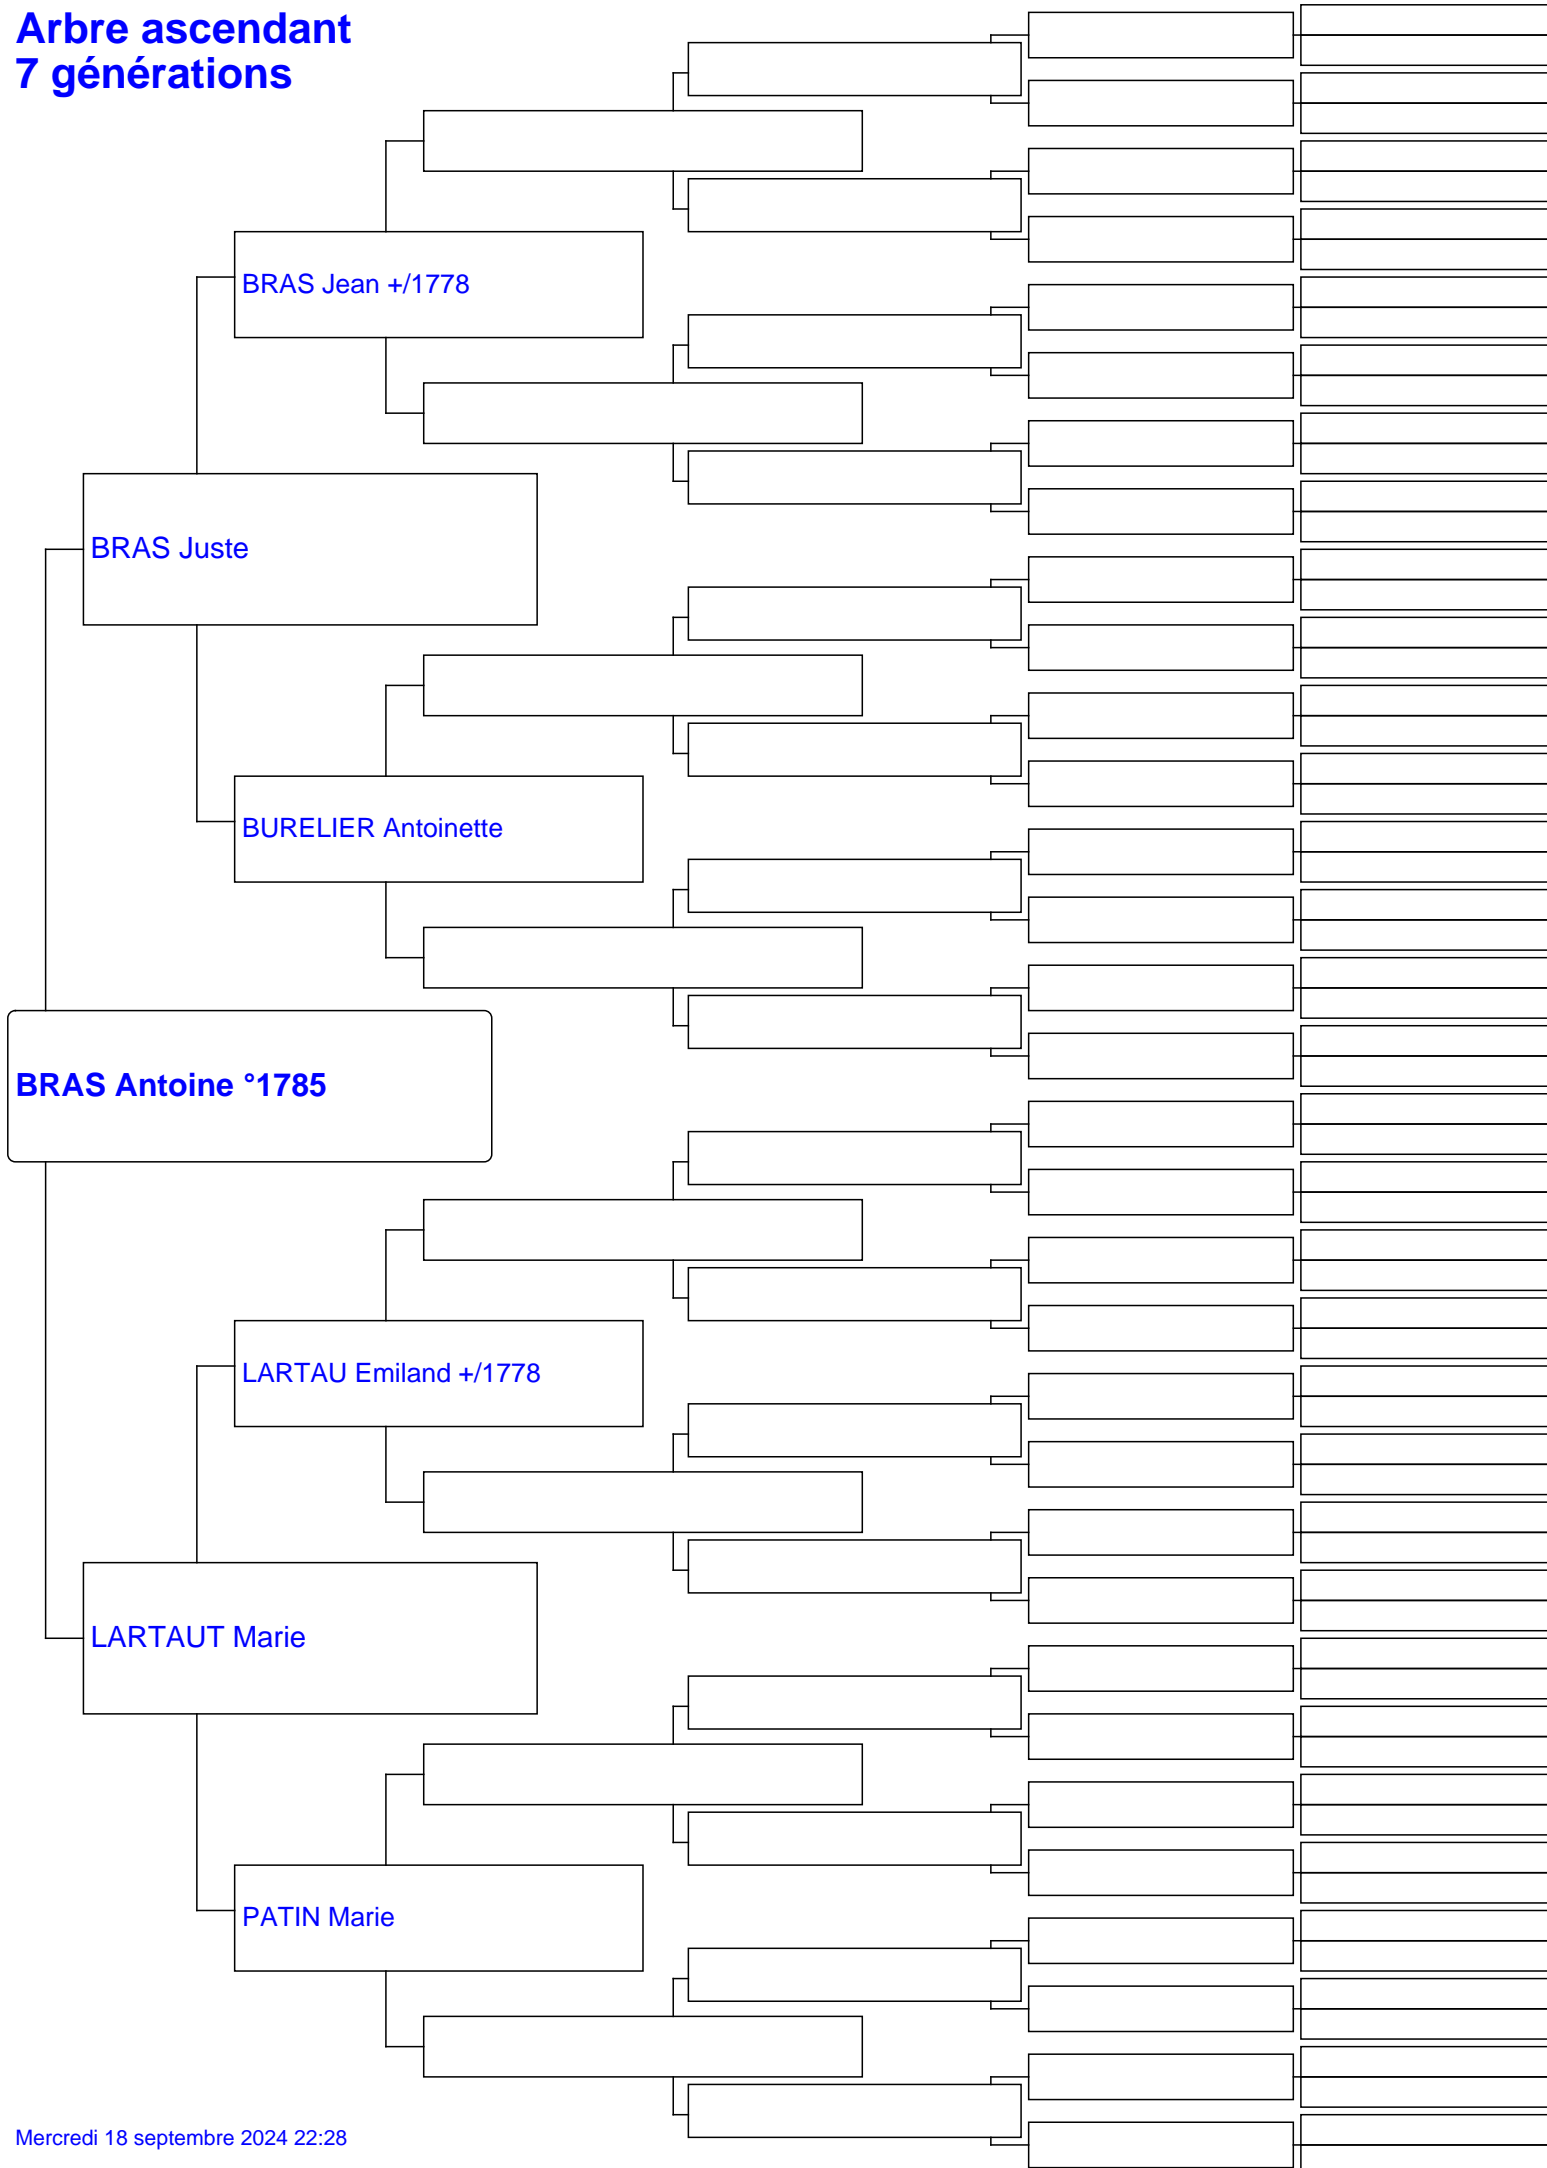 Arbre ascendant
7 générations
BRAS Jean +/1778
BRAS Juste
BURELIER Antoinette
BRAS Antoine °1785
LARTAU Emiland +/1778
LARTAUT Marie
PATIN Marie
Mercredi 18 septembre 2024 22:28